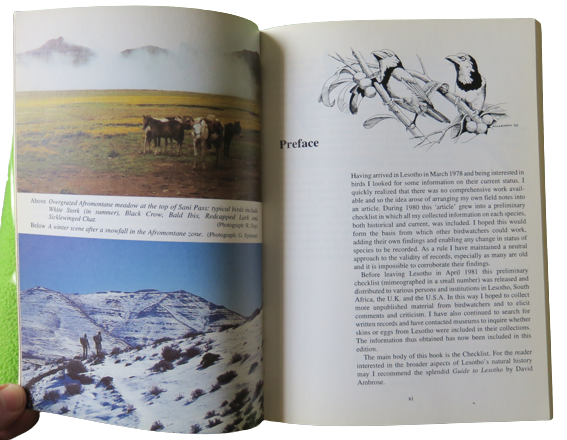 Above Overgrazed Afromontane meadow at the top of Sani Pass: typical birds include
White Stork (in summer), Black Crow, Bald Ibis, Redcapped Lark and
Sicklewinged Chat. (Photograph: K.
Below A winter scene after a snowfall in the Afromontane zone. (Photograph: G.
Preface
Having arrived in Lesotho in March 1978 and being interested in
birds I looked for some information on their current status. I
quickly realized that there was no comprehensive work avail-
able and so the idea arose of arranging my own field notes into
an article. During 1980 this 'article' grew into a preliminary
checklist in which all my collected information on each species,
both historical and present, was included. I hoped this would
form the basis from which other birdwatchers could work,
adding their own findings and enabling any change in status of
species to be recorded. As a rule I have maintained a neutral
approach to the validity of records, especially as many are old
and it is impossible to corroborate their findings.
Before leaving Lesotho in April 1981 this preliminary
checklist (mimeographed in a small number) was released and
distributed to various persons and institutions in Lesotho, South
Africa, the U.K. and the U.S.A. In this way I hoped to collect
more unpublished material from birdwatchers and to elicit
comments and criticism. I have also continued to search for
written records and have contacted museums to inquire whether
skins or eggs from Lesotho were included in their collections.
The information thus obtained has now been included in this
edition.
The main body of this book is the Checklist. For the reader
interested in the broader aspects of Lesotho's natural history
may I recommend the splendid Guide to Lesotho by David
Ambrose.
xi